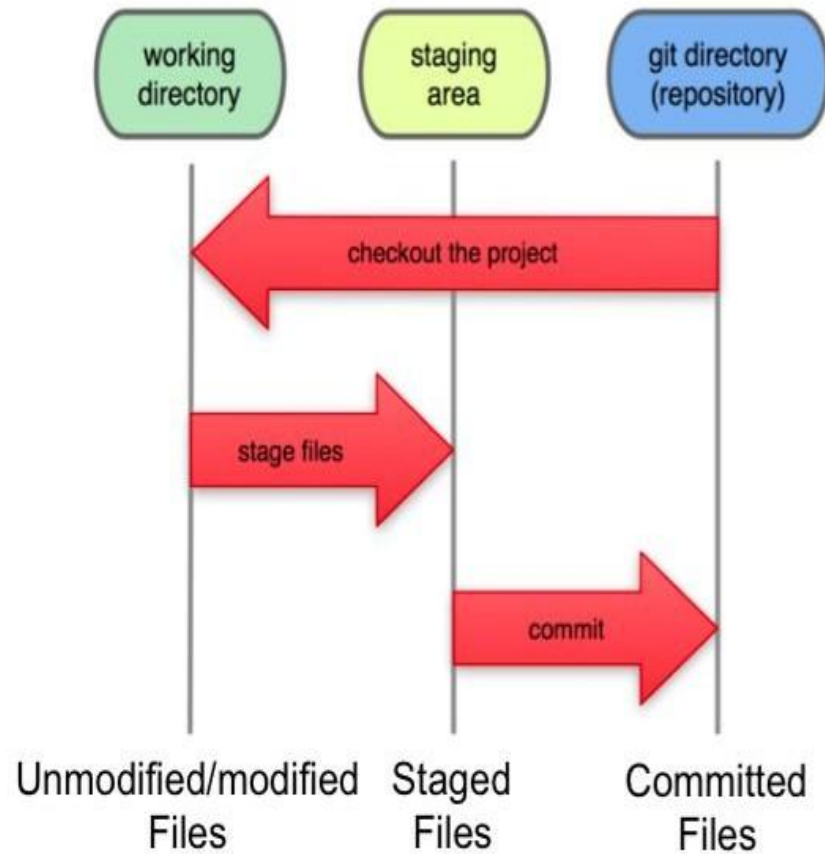 working
directory
staging
area
git directory
(repository)
checkout the project
stage files
commit
Unmodified/modified
Files
Staged
Files
Committed
Files